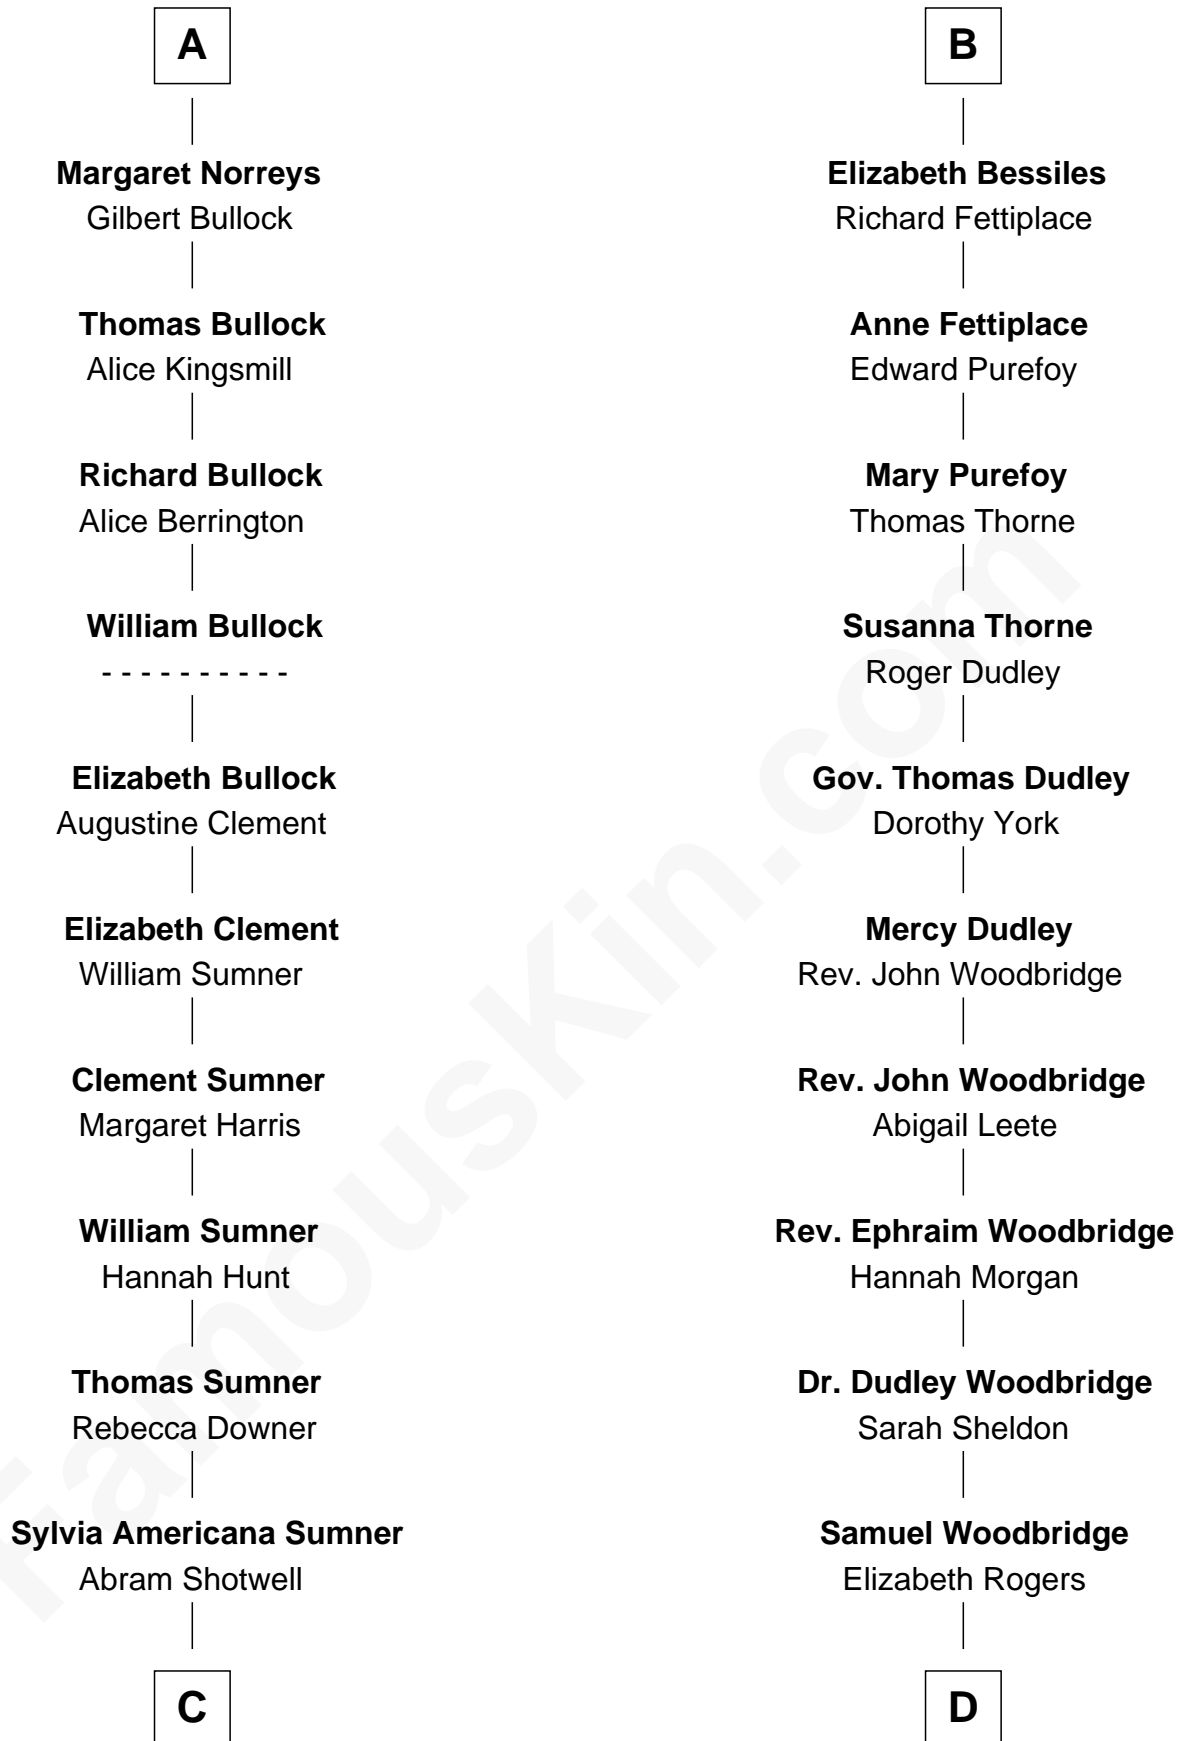 A
Margaret Norreys
Gilbert Bullock
Thomas Bullock
Alice Kingsmill
Richard Bullock
Alice Berrington
William Bullock
- - - - - - - - - -
Elizabeth Bullock
Augustine Clement
Elizabeth Clement
William Sumner
Clement Sumner
Margaret Harris
William Sumner
Hannah Hunt
Thomas Sumner
Rebecca Downer
Sylvia Americana Sumner
Abram Shotwell
C
B
Elizabeth Bessiles
Richard Fettiplace
Anne Fettiplace
Edward Purefoy
Mary Purefoy
Thomas Thorne
Susanna Thorne
Roger Dudley
Gov. Thomas Dudley
Dorothy York
Mercy Dudley
Rev. John Woodbridge
Rev. John Woodbridge
Abigail Leete
Rev. Ephraim Woodbridge
Hannah Morgan
Dr. Dudley Woodbridge
Sarah Sheldon
Samuel Woodbridge
Elizabeth Rogers
D
FamousKin.com